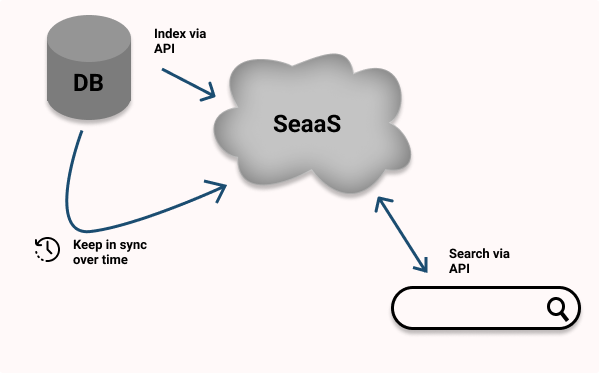 Index via
API
DB
SeaaS
Keep in sync
over time
Search via
API